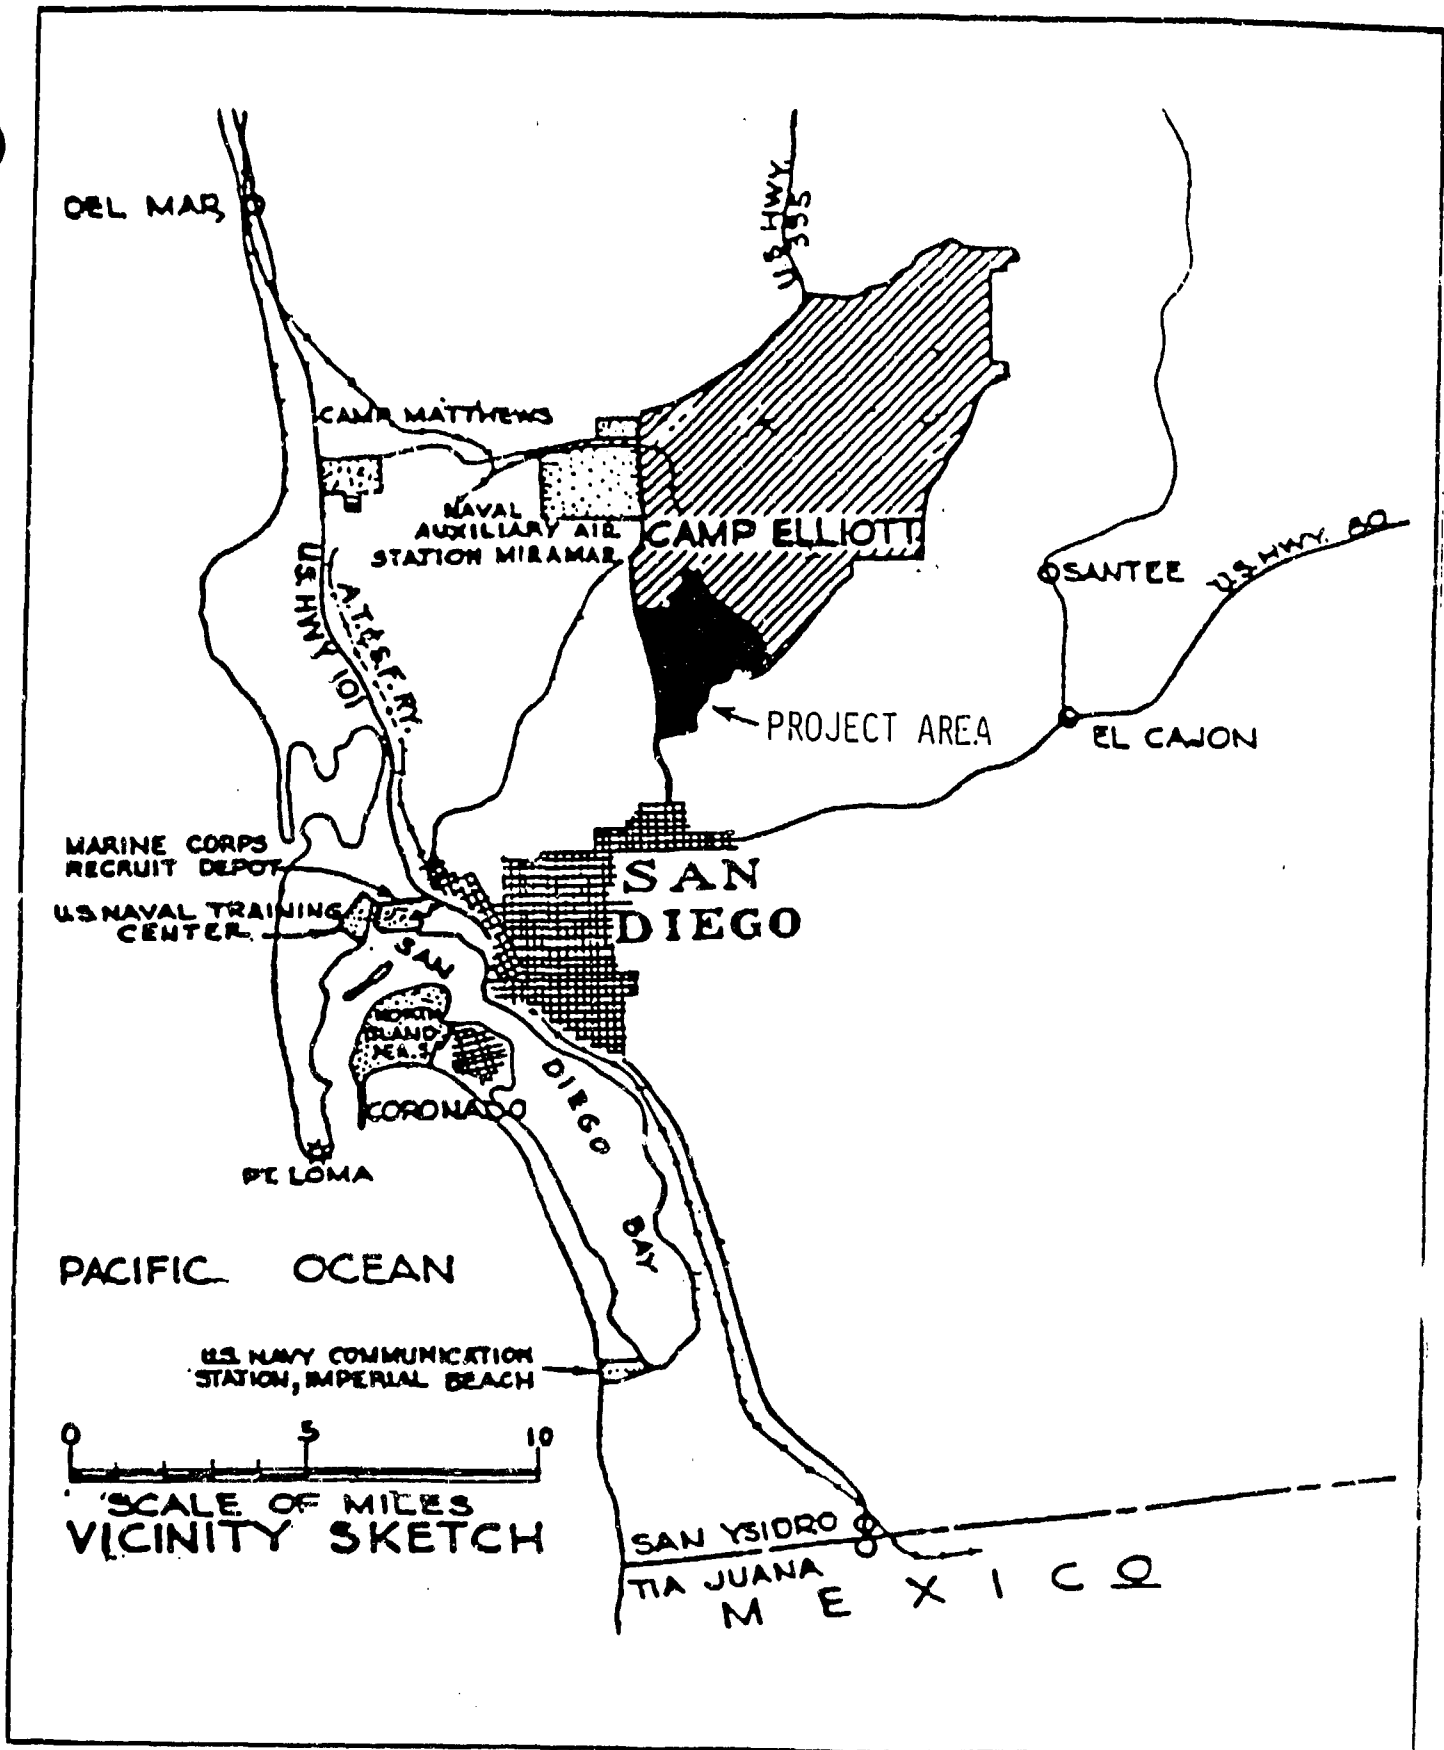 DEL MAR
U.S. HWY.
395
CAMP MATTHEWS
NAVAL
AUXILIARY AIR
STATION MIRAMAR
CAMP ELLIOTT
U.S. HWY. 80
SANTEE
U.S. HWY 101
A.T. & S.F. RY.
PROJECT AREA
EL CAJON
MARINE CORPS
RECRUIT DEPOT
U.S. NAVAL TRAINING
CENTER
SAN
DIEGO
SAN
DIEGO
BAY
NORTH
ISLAND
CORONADO
PT. LOMA
PACIFIC OCEAN
U.S. NAVY COMMUNICATION
STATION, IMPERIAL BEACH
0 5 10
SCALE OF MILES
VICINITY SKETCH
SAN YSIDRO
TIA JUANA
MEXICO